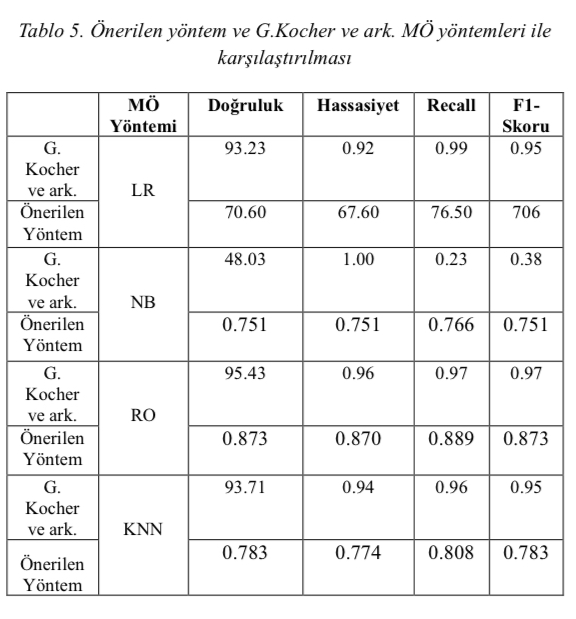 Tablo 5. Önerilen yöntem ve G.Kocher ve ark. MÖ yöntemleri ile
karşılaştırılması
MÖ
Yöntemi
Doğruluk
Hassasiyet
Recall
F1-
Skoru
G.
Kocher
ve ark.
LR
93.23
0.92
0.99
0.95
Önerilen
Yöntem
70.60
67.60
76.50
706
G.
Kocher
ve ark.
NB
48.03
1.00
0.23
0.38
Önerilen
Yöntem
0.751
0.751
0.766
0.751
G.
Kocher
ve ark.
RO
95.43
0.96
0.97
0.97
Önerilen
Yöntem
0.873
0.870
0.889
0.873
G.
Kocher
ve ark.
KNN
93.71
0.94
0.96
0.95
Önerilen
Yöntem
0.783
0.774
0.808
0.783